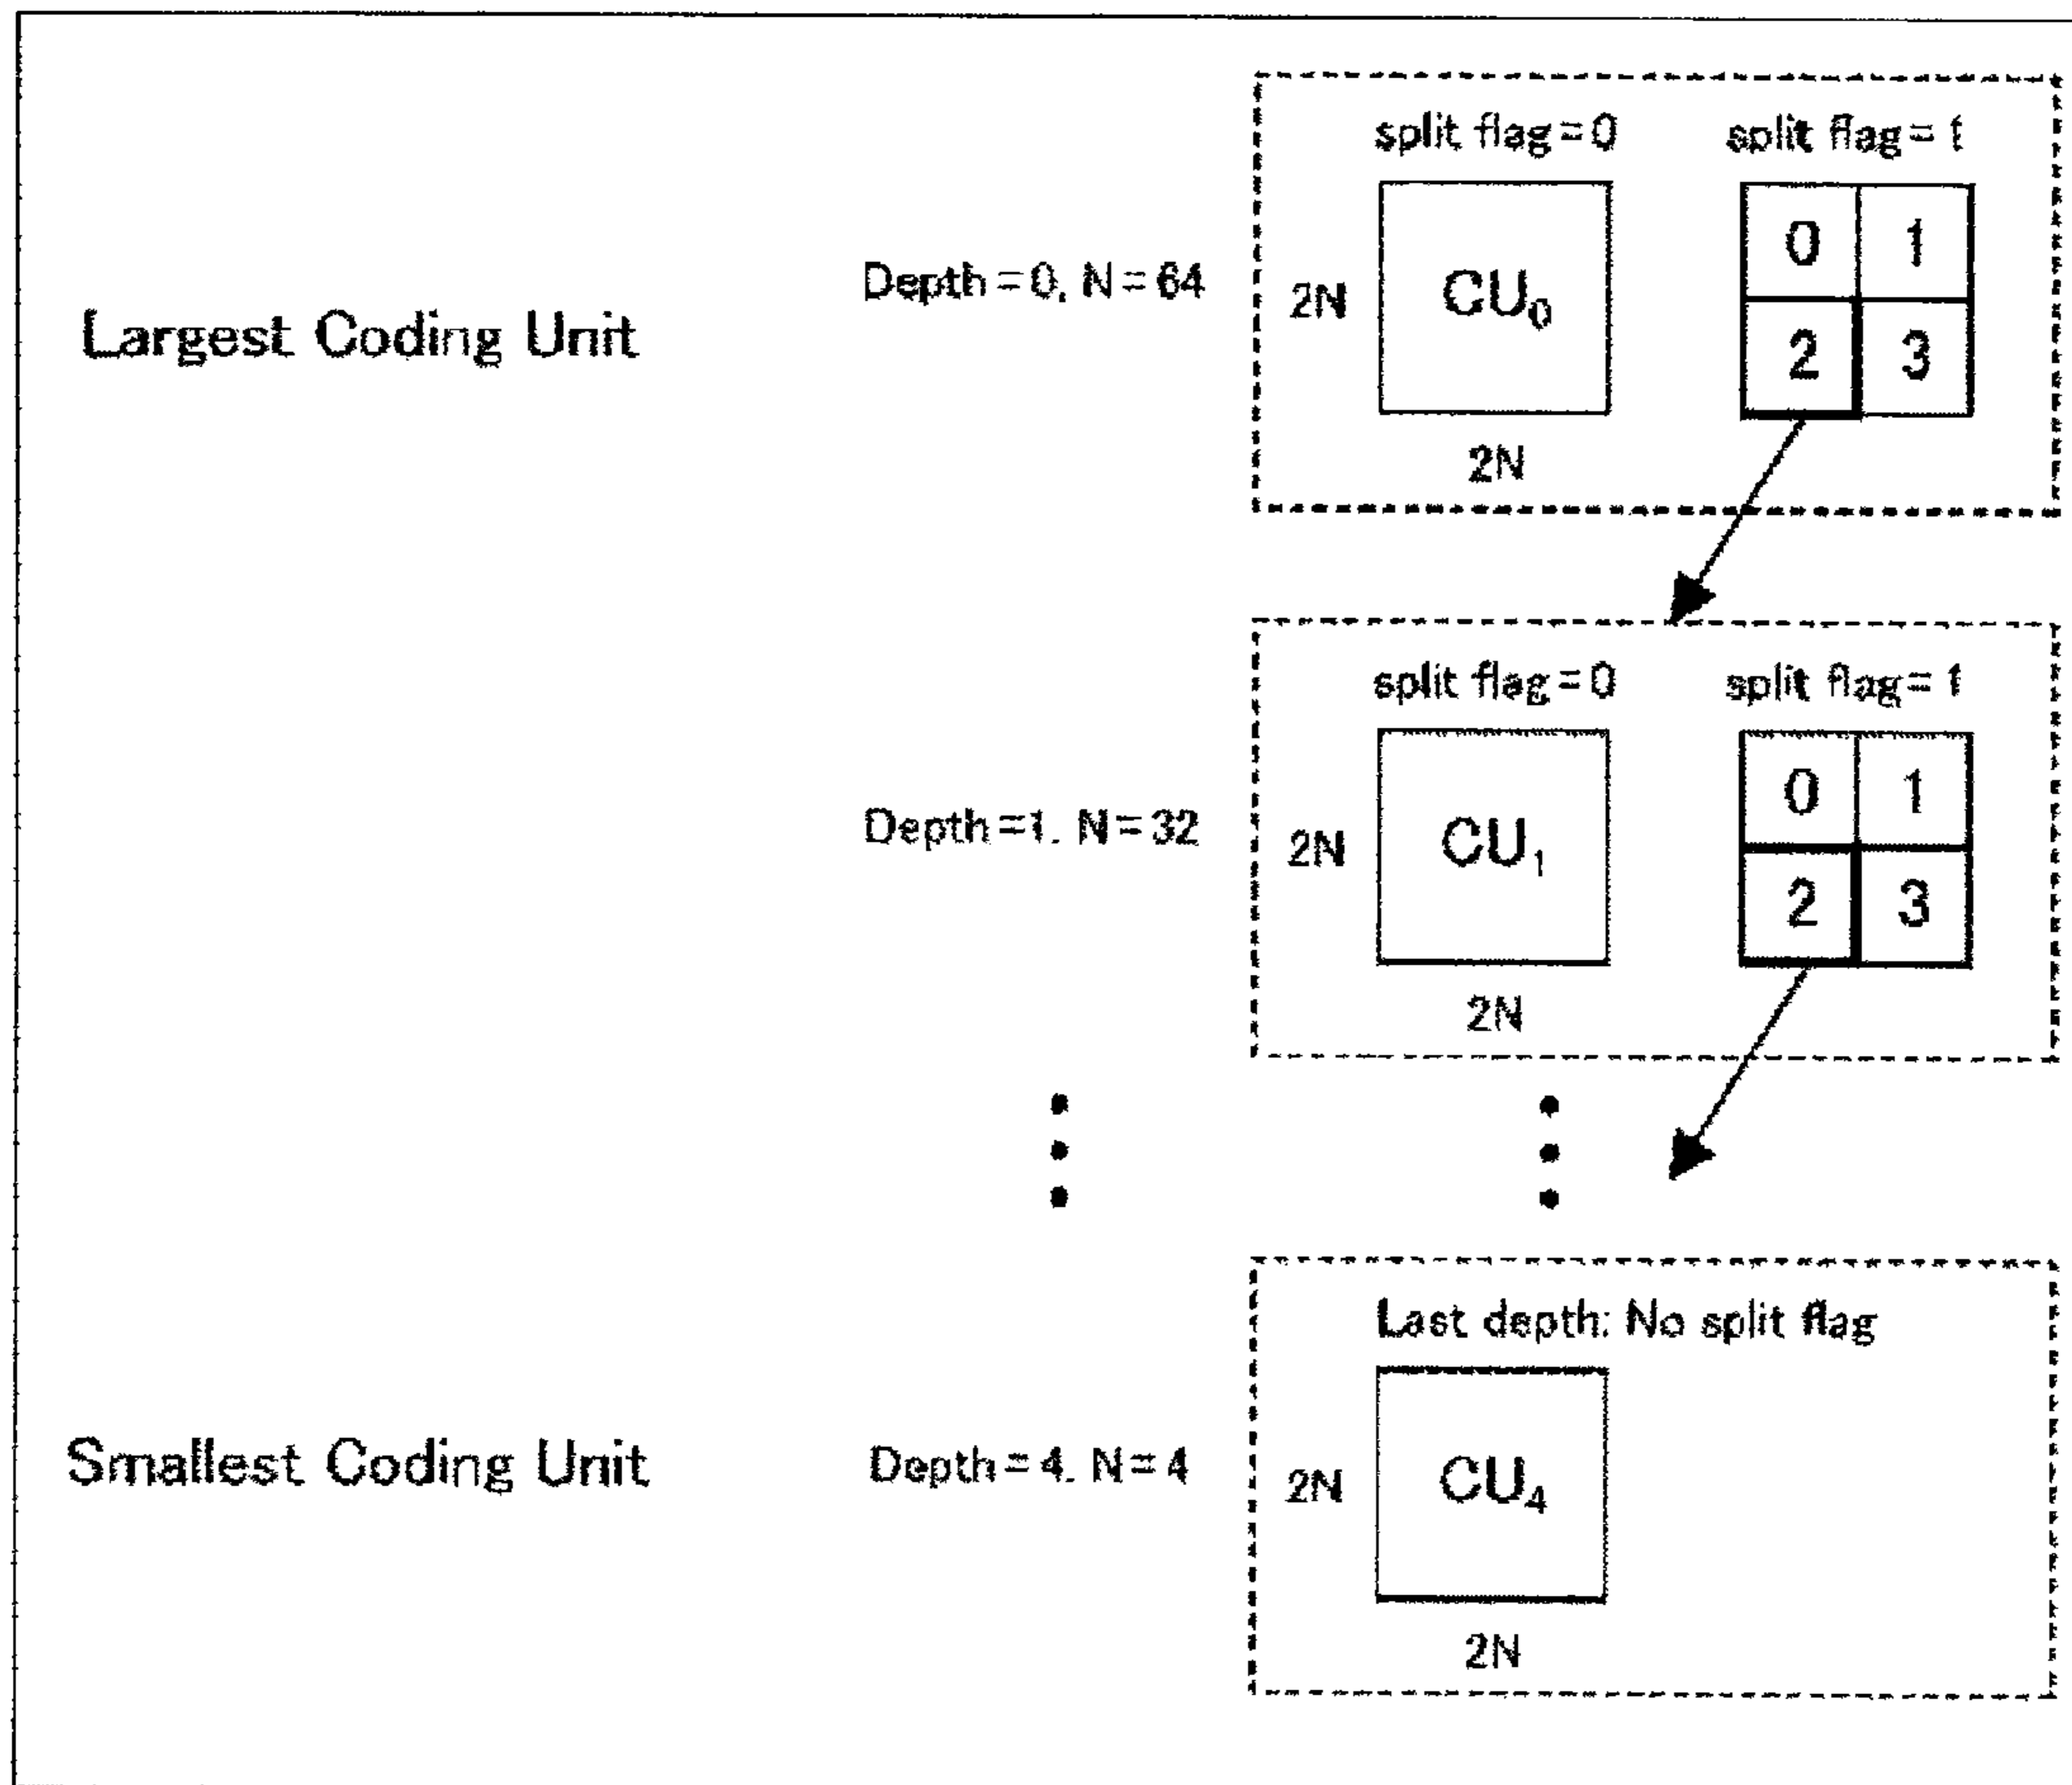 split flag=0 split flag=1
0 1
Depth=0, N=64
2N CU₀
Largest Coding Unit
2 3
2N
split flag=0 split flag=1
0 1
Depth=1. N=32 2N CU₁
2 3
2N
Last depth: No split flag
Smallest Coding Unit Depth=4. N=4 2N CU₄
2N